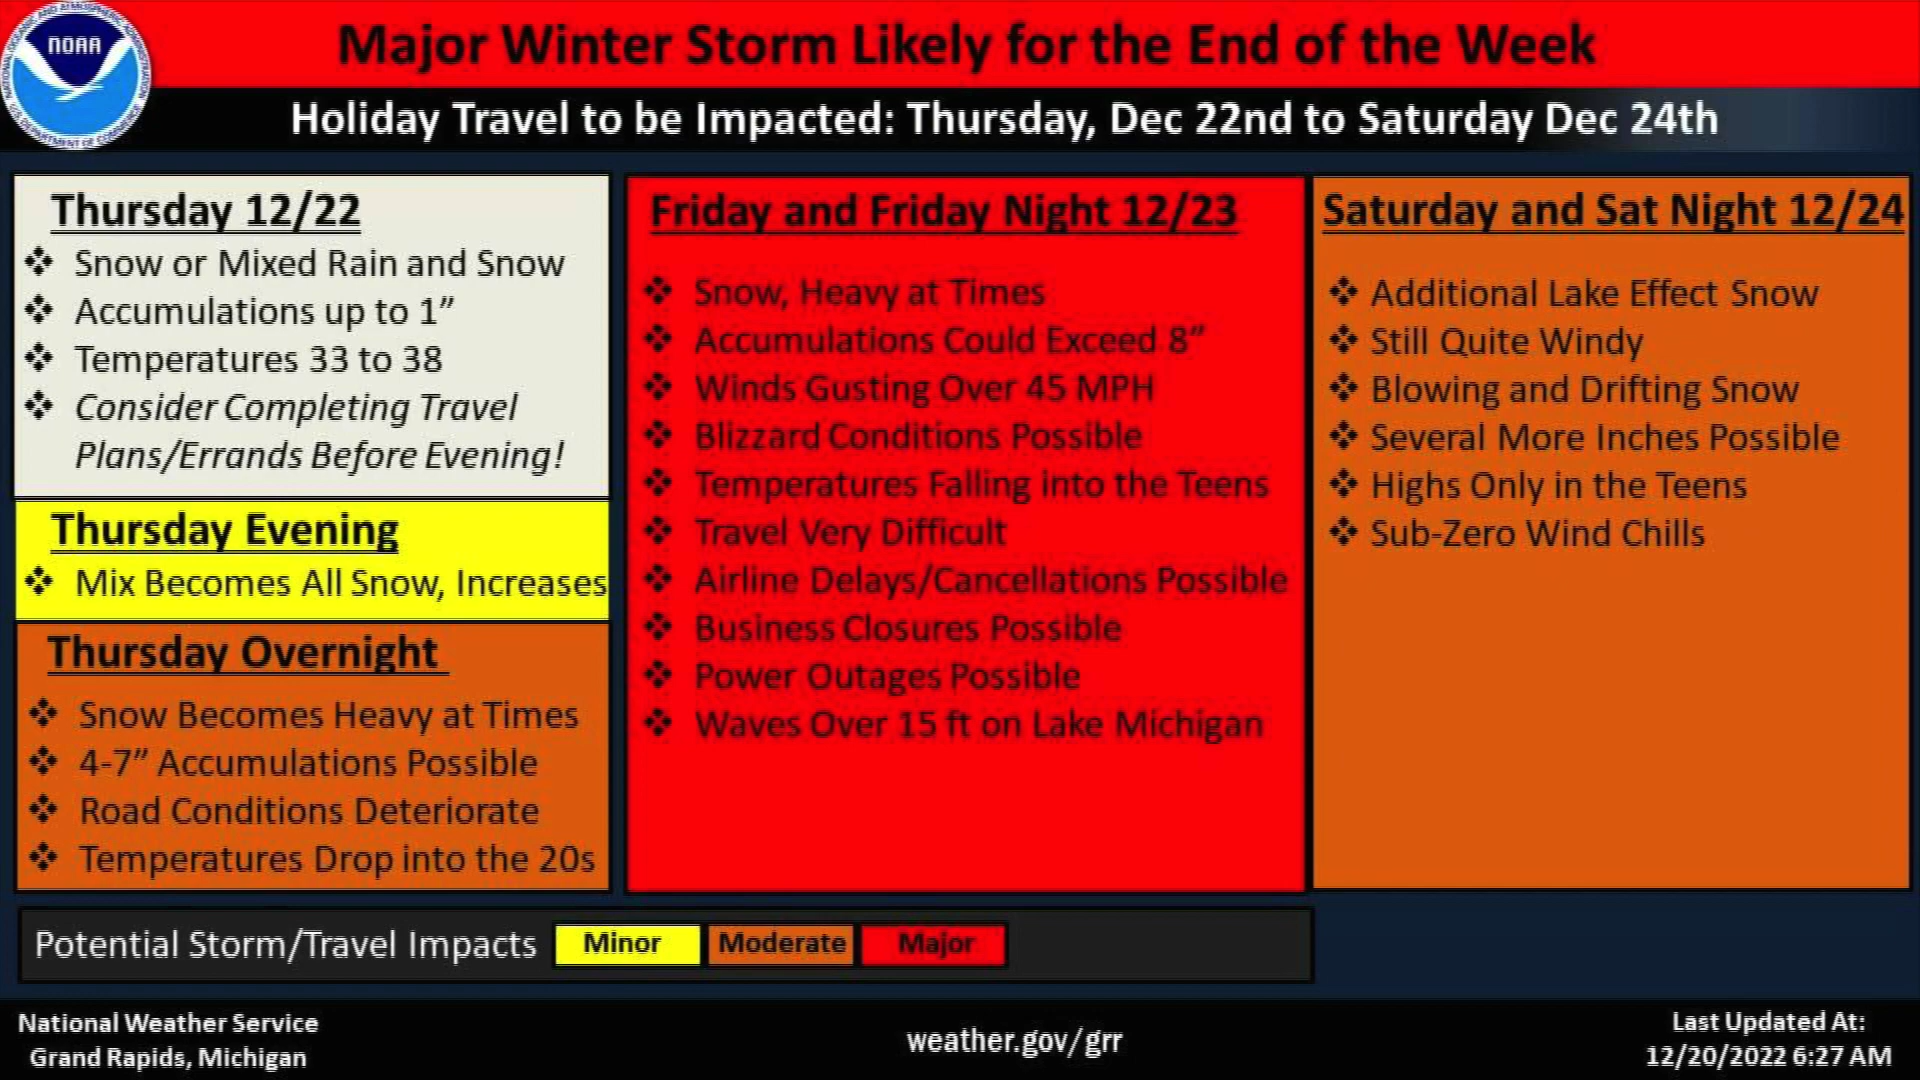 NOAA
Major Winter Storm Likely for the End of the Week
Holiday Travel to be Impacted: Thursday, Dec 22nd to Saturday Dec 24th
Thursday 12/22
Snow or Mixed Rain and Snow
Accumulations up to 1”
Temperatures 33 to 38
Consider Completing Travel
Plans/Errands Before Evening!
Thursday Evening
Mix Becomes All Snow, Increases
Thursday Overnight
Snow Becomes Heavy at Times
4-7” Accumulations Possible
Road Conditions Deteriorate
Temperatures Drop into the 20s
Friday and Friday Night 12/23
Snow, Heavy at Times
Accumulations Could Exceed 8”
Winds Gusting Over 45 MPH
Blizzard Conditions Possible
Temperatures Falling into the Teens
Travel Very Difficult
Airline Delays/Cancellations Possible
Business Closures Possible
Power Outages Possible
Waves Over 15 ft on Lake Michigan
Saturday and Sat Night 12/24
Additional Lake Effect Snow
Still Quite Windy
Blowing and Drifting Snow
Several More Inches Possible
Highs Only in the Teens
Sub-Zero Wind Chills
Potential Storm/Travel Impacts
Minor
Moderate
Major
National Weather Service
Grand Rapids, Michigan
weather.gov/grr
Last Updated At:
12/20/2022 6:27 AM